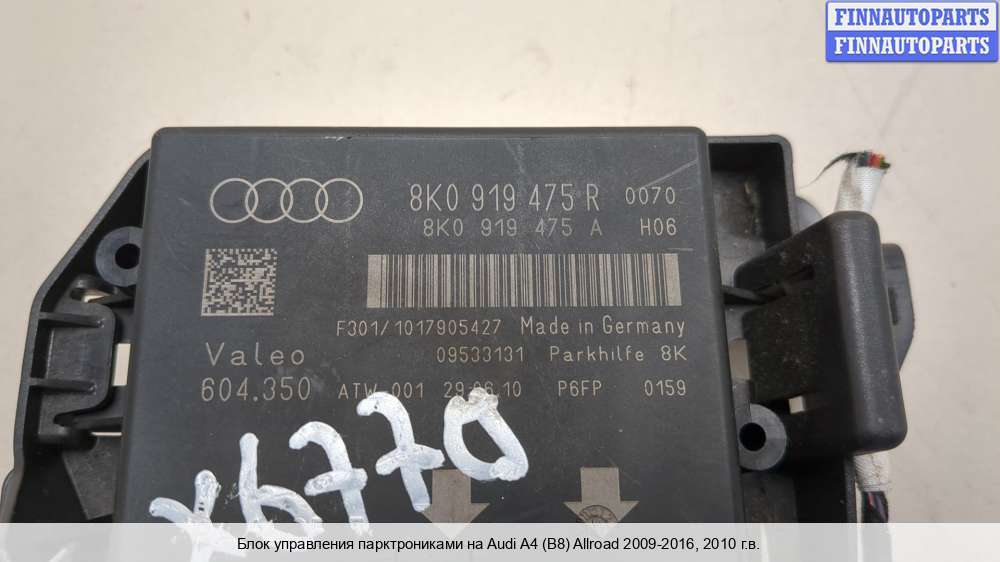 FINNAUTOPARTS
FINNAUTOPARTS
8K0 919 475 R 0070
8K0 919 475 A H06
F301/1017905427 Made in Germany
Valeo 09533131 Parkhilfe 8K
604.350 ATW 001 29.06.10 P6FP 0159
Блок управления парктрониками на Audi A4 (B8) Allroad 2009-2016, 2010 г.в.